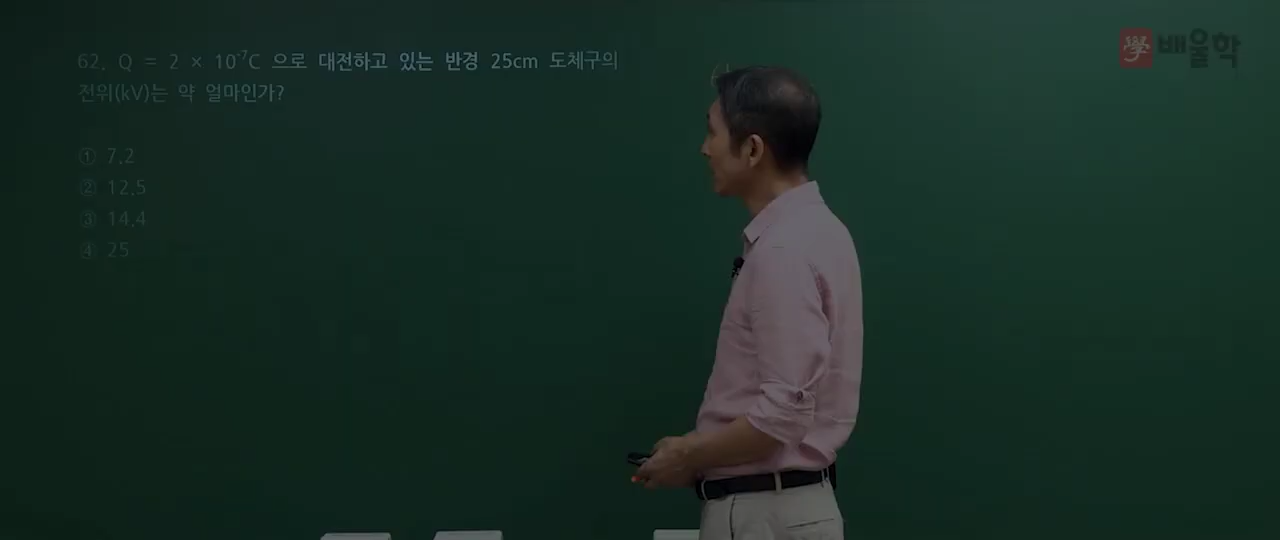 學 배울학
62. Q = 2 × 10⁻⁷C 으로 대전하고 있는 반경 25cm 도체구의
전위(kV)는 약 얼마인가?
① 7.2
② 12.5
③ 14.4
④ 25